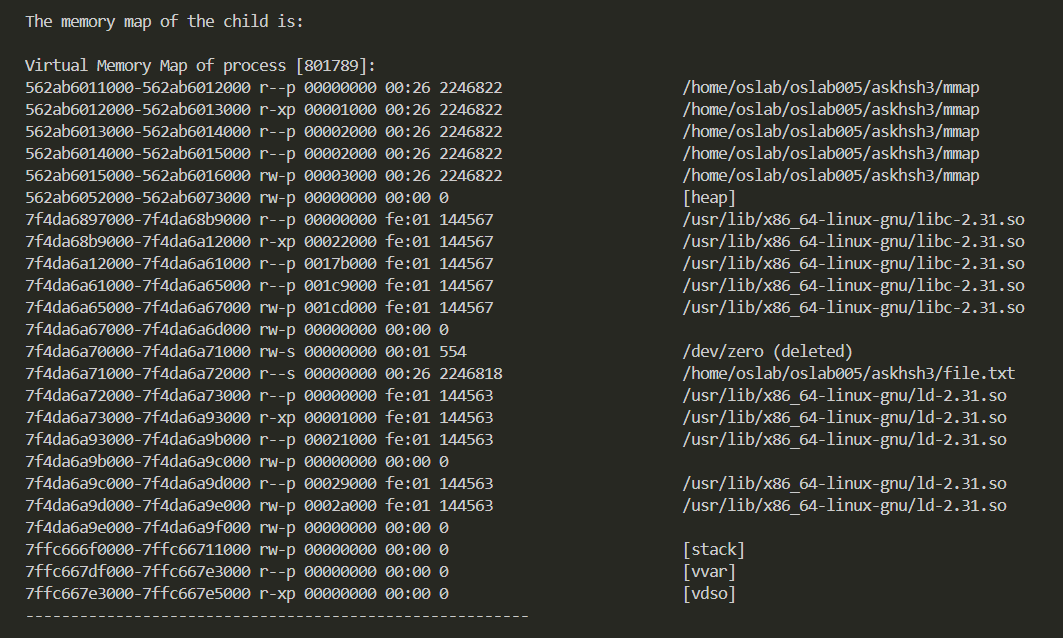 The memory map of the child is:
Virtual Memory Map of process [801789]:
562ab6011000-562ab6012000 r--p 00000000 00:26 2246822 /home/oslab/oslab005/askhsh3/mmap
562ab6012000-562ab6013000 r-xp 00001000 00:26 2246822 /home/oslab/oslab005/askhsh3/mmap
562ab6013000-562ab6014000 r--p 00002000 00:26 2246822 /home/oslab/oslab005/askhsh3/mmap
562ab6014000-562ab6015000 r--p 00002000 00:26 2246822 /home/oslab/oslab005/askhsh3/mmap
562ab6015000-562ab6016000 rw-p 00003000 00:26 2246822 /home/oslab/oslab005/askhsh3/mmap
562ab6052000-562ab6073000 rw-p 00000000 00:00 0 [heap]
7f4da6897000-7f4da68b9000 r--p 00000000 fe:01 144567 /usr/lib/x86_64-linux-gnu/libc-2.31.so
7f4da68b9000-7f4da6a12000 r-xp 00022000 fe:01 144567 /usr/lib/x86_64-linux-gnu/libc-2.31.so
7f4da6a12000-7f4da6a61000 r--p 0017b000 fe:01 144567 /usr/lib/x86_64-linux-gnu/libc-2.31.so
7f4da6a61000-7f4da6a65000 r--p 001c9000 fe:01 144567 /usr/lib/x86_64-linux-gnu/libc-2.31.so
7f4da6a65000-7f4da6a67000 rw-p 001cd000 fe:01 144567 /usr/lib/x86_64-linux-gnu/libc-2.31.so
7f4da6a67000-7f4da6a6d000 rw-p 00000000 00:00 0
7f4da6a70000-7f4da6a71000 rw-s 00000000 00:01 554 /dev/zero (deleted)
7f4da6a71000-7f4da6a72000 r--s 00000000 00:26 2246818 /home/oslab/oslab005/askhsh3/file.txt
7f4da6a72000-7f4da6a73000 r--p 00000000 fe:01 144563 /usr/lib/x86_64-linux-gnu/ld-2.31.so
7f4da6a73000-7f4da6a93000 r-xp 00001000 fe:01 144563 /usr/lib/x86_64-linux-gnu/ld-2.31.so
7f4da6a93000-7f4da6a9b000 r--p 00021000 fe:01 144563 /usr/lib/x86_64-linux-gnu/ld-2.31.so
7f4da6a9b000-7f4da6a9c000 rw-p 00000000 00:00 0
7f4da6a9c000-7f4da6a9d000 r--p 00029000 fe:01 144563 /usr/lib/x86_64-linux-gnu/ld-2.31.so
7f4da6a9d000-7f4da6a9e000 rw-p 0002a000 fe:01 144563 /usr/lib/x86_64-linux-gnu/ld-2.31.so
7f4da6a9e000-7f4da6a9f000 rw-p 00000000 00:00 0
7ffc666f0000-7ffc66711000 rw-p 00000000 00:00 0 [stack]
7ffc667df000-7ffc667e3000 r--p 00000000 00:00 0 [vvar]
7ffc667e3000-7ffc667e5000 r-xp 00000000 00:00 0 [vdso]
--------------------------------------------------------